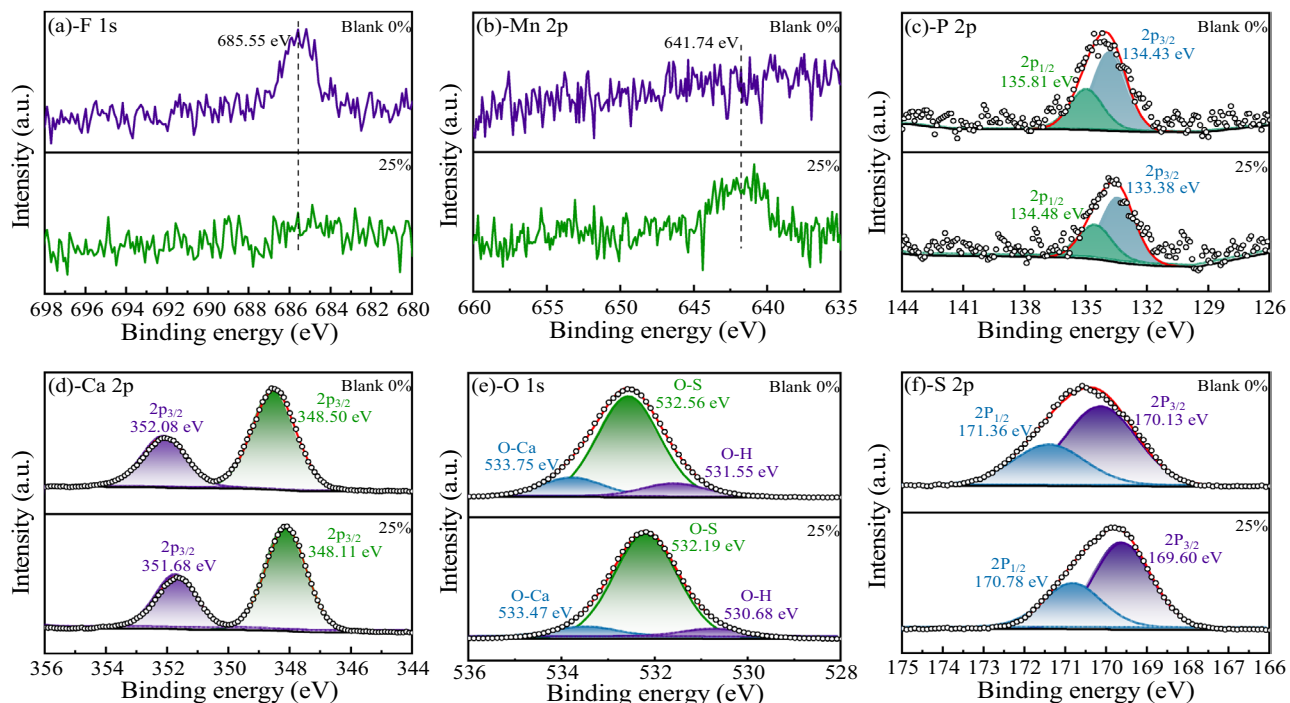 (a)-F 1s
Blank 0%
685.55 eV
25%
Intensity (a.u.)
698 696 694 692 690 688 686 684 682 680
Binding energy (eV)
(b)-Mn 2p
Blank 0%
641.74 eV
25%
Intensity (a.u.)
660 655 650 645 640 635
Binding energy (eV)
(c)-P 2p
Blank 0%
2p3/2
134.43 eV
2p1/2
135.81 eV
25%
2p3/2
133.38 eV
2p1/2
134.48 eV
Intensity (a.u.)
144 141 138 135 132 129 126
Binding energy (eV)
(d)-Ca 2p
Blank 0%
2p3/2
352.08 eV
2p3/2
348.50 eV
25%
2p3/2
351.68 eV
2p3/2
348.11 eV
Intensity (a.u.)
356 353 350 347 344
Binding energy (eV)
(e)-O 1s
Blank 0%
O-S
532.56 eV
O-Ca
533.75 eV
O-H
531.55 eV
25%
O-S
532.19 eV
O-Ca
533.47 eV
O-H
530.68 eV
Intensity (a.u.)
536 534 532 530 528
Binding energy (eV)
(f)-S 2p
Blank 0%
2P3/2
170.13 eV
2P1/2
171.36 eV
25%
2P3/2
169.60 eV
2P1/2
170.78 eV
Intensity (a.u.)
175 174 173 172 171 170 169 168 167 166
Binding energy (eV)